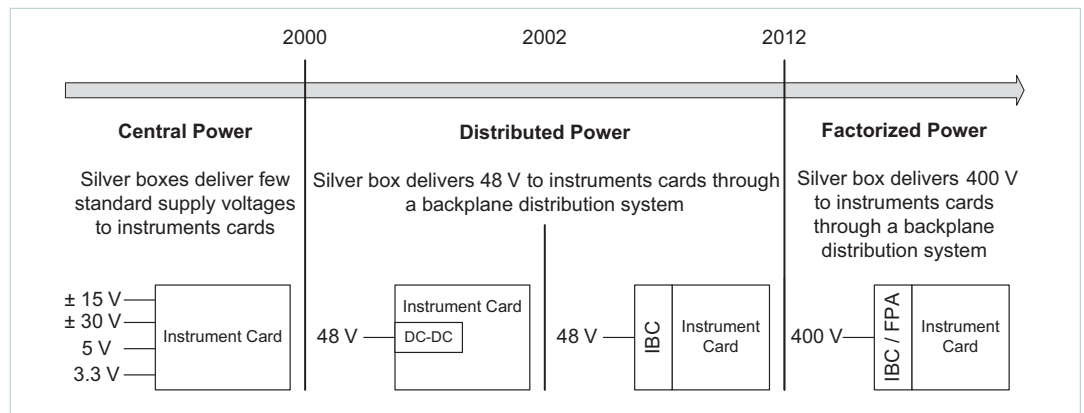 2000
2002
2012
Central Power
Silver boxes deliver few
standard supply voltages
to instruments cards
Distributed Power
Silver box delivers 48 V to instruments cards through
a backplane distribution system
Factorized Power
Silver box delivers 400 V
to instruments cards
through a backplane
distribution system
± 15 V
± 30 V
5 V
3.3 V
Instrument Card
48 V
Instrument Card
DC-DC
48 V
IBC
Instrument
Card
400 V
IBC / FPA
Instrument
Card